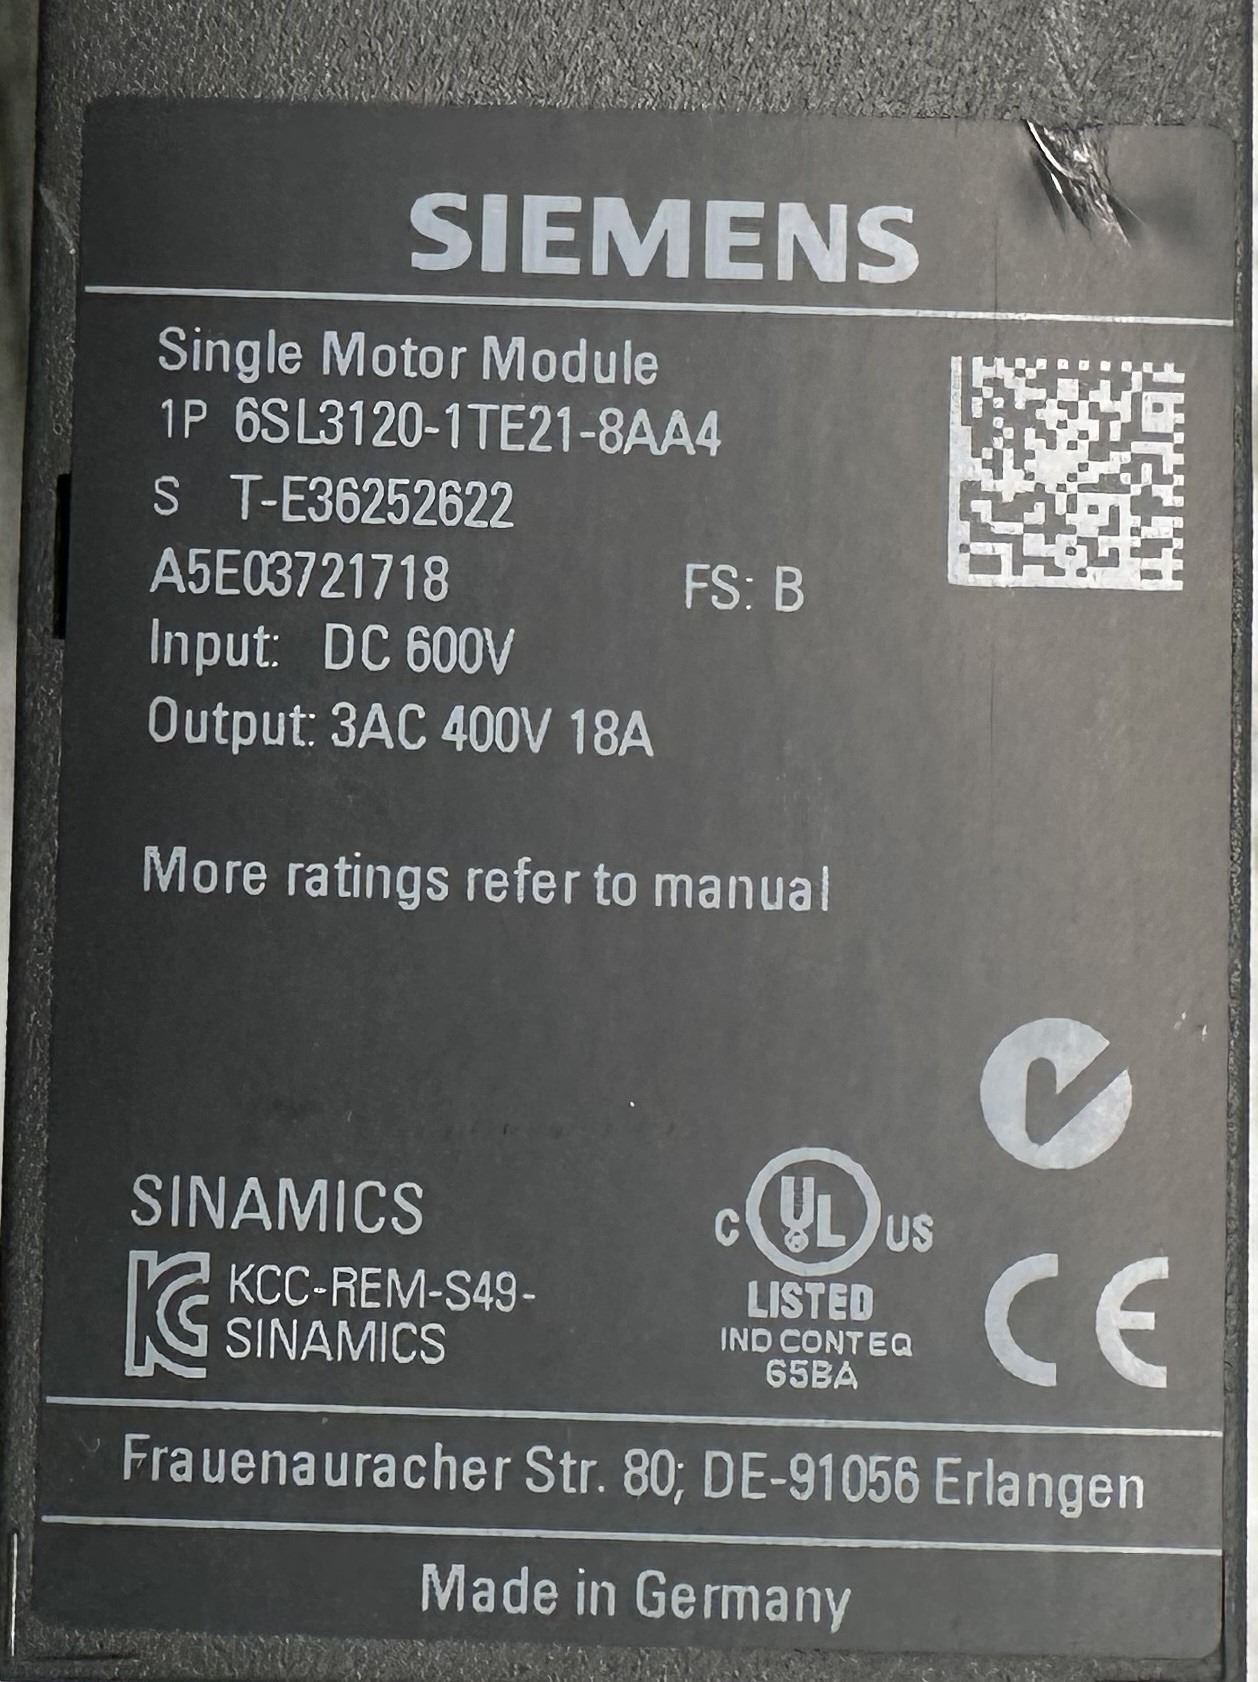 SIEMENS
Single Motor Module
1P 6SL3120-1TE21-8AA4
S T-E36252622
A5E03721718 FS: B
Input: DC 600V
Output: 3AC 400V 18A
More ratings refer to manual
SINAMICS
KCC-REM-S49-
SINAMICS
C UL US
LISTED
IND CONT EQ
65BA
CE
Frauenauracher Str. 80; DE-91056 Erlangen
Made in Germany